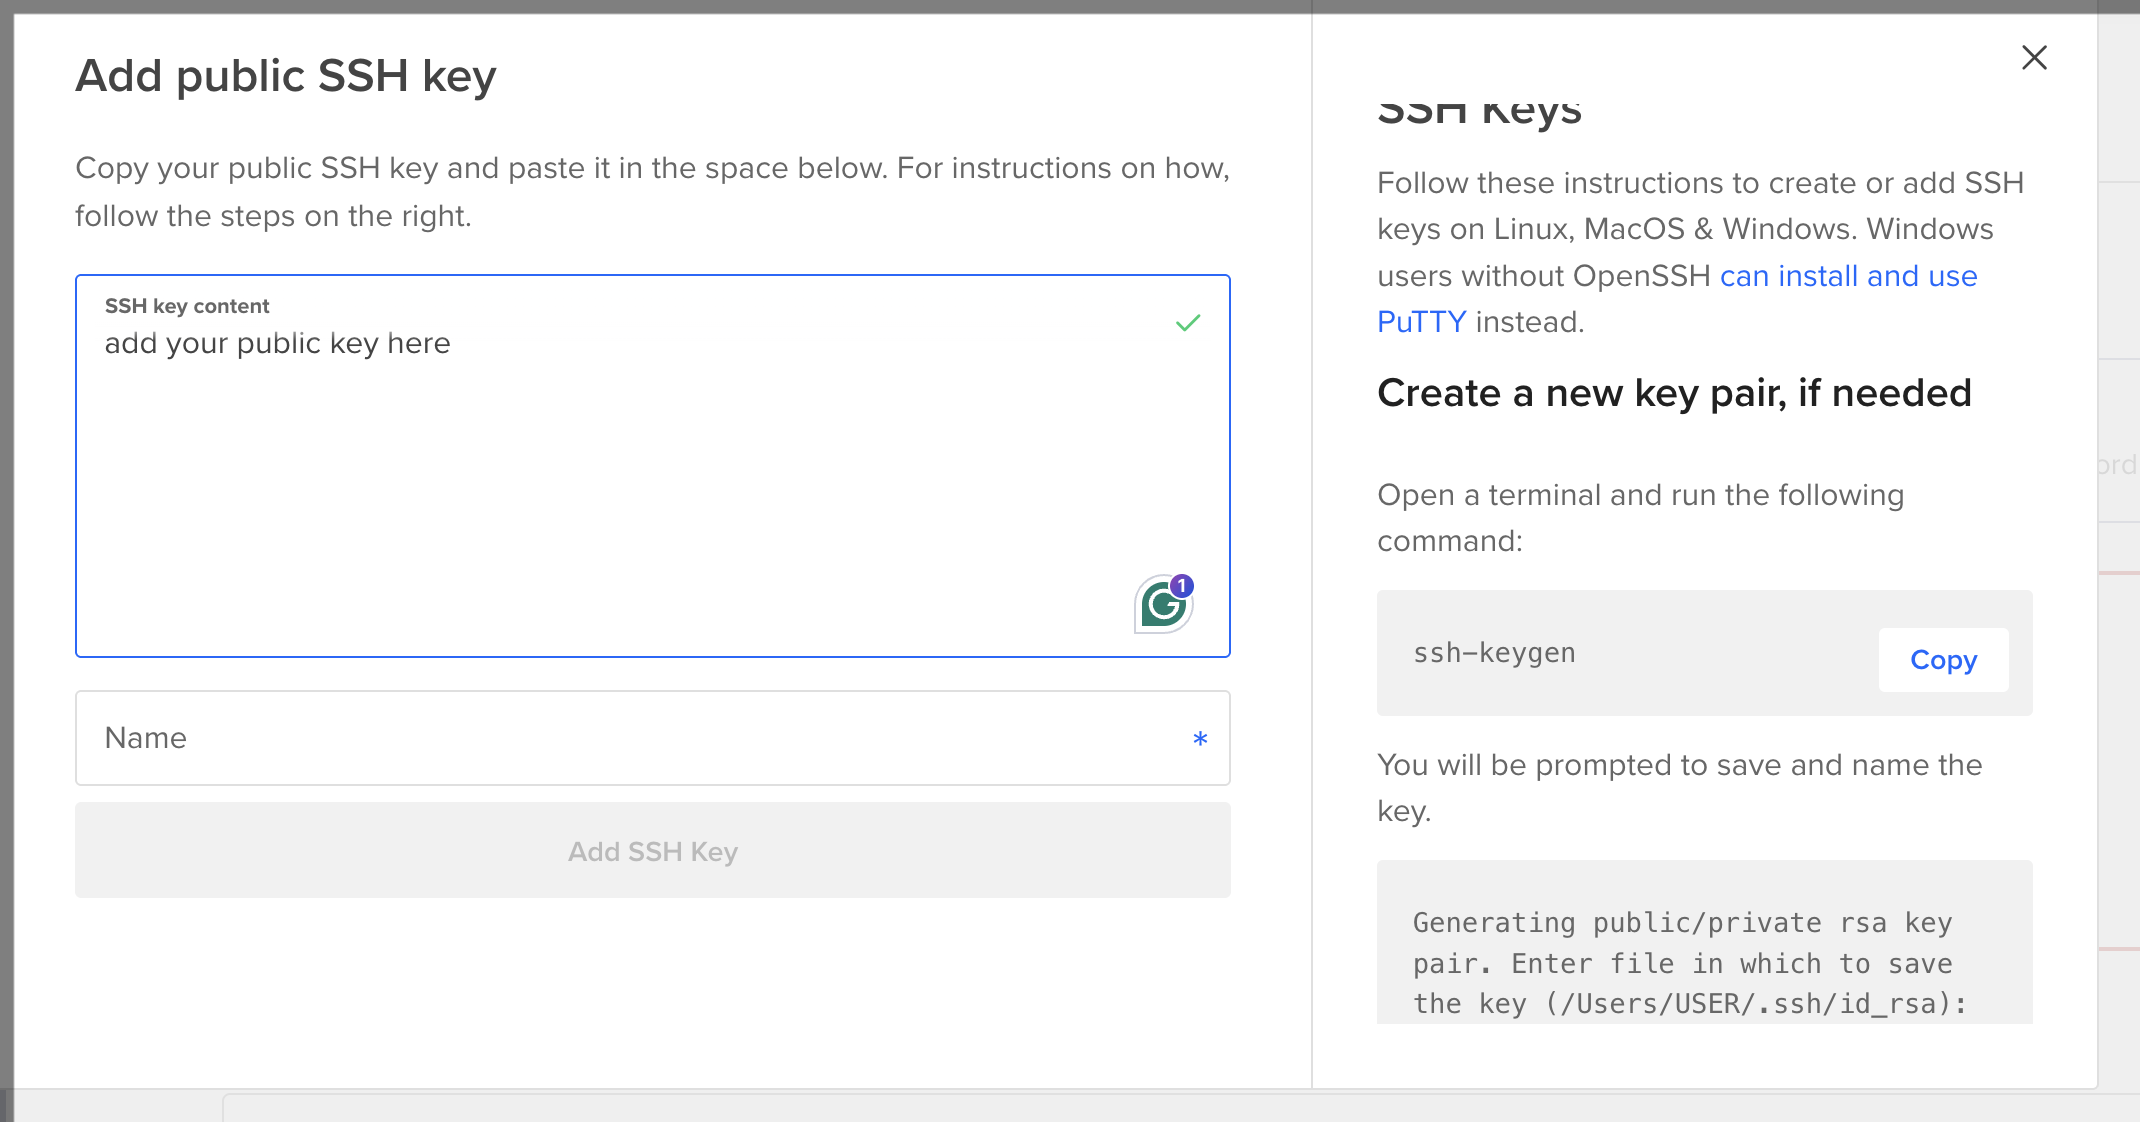 Add public SSH key
Copy your public SSH key and paste it in the space below. For instructions on how,
follow the steps on the right.
SSH key content
add your public key here
1
Name *
Add SSH Key
SSH Keys
Follow these instructions to create or add SSH
keys on Linux, MacOS & Windows. Windows
users without OpenSSH can install and use
PuTTY instead.
Create a new key pair, if needed
Open a terminal and run the following
command:
ssh-keygen
Copy
You will be prompted to save and name the
key.
Generating public/private rsa key
pair. Enter file in which to save
the key (/Users/USER/.ssh/id_rsa):